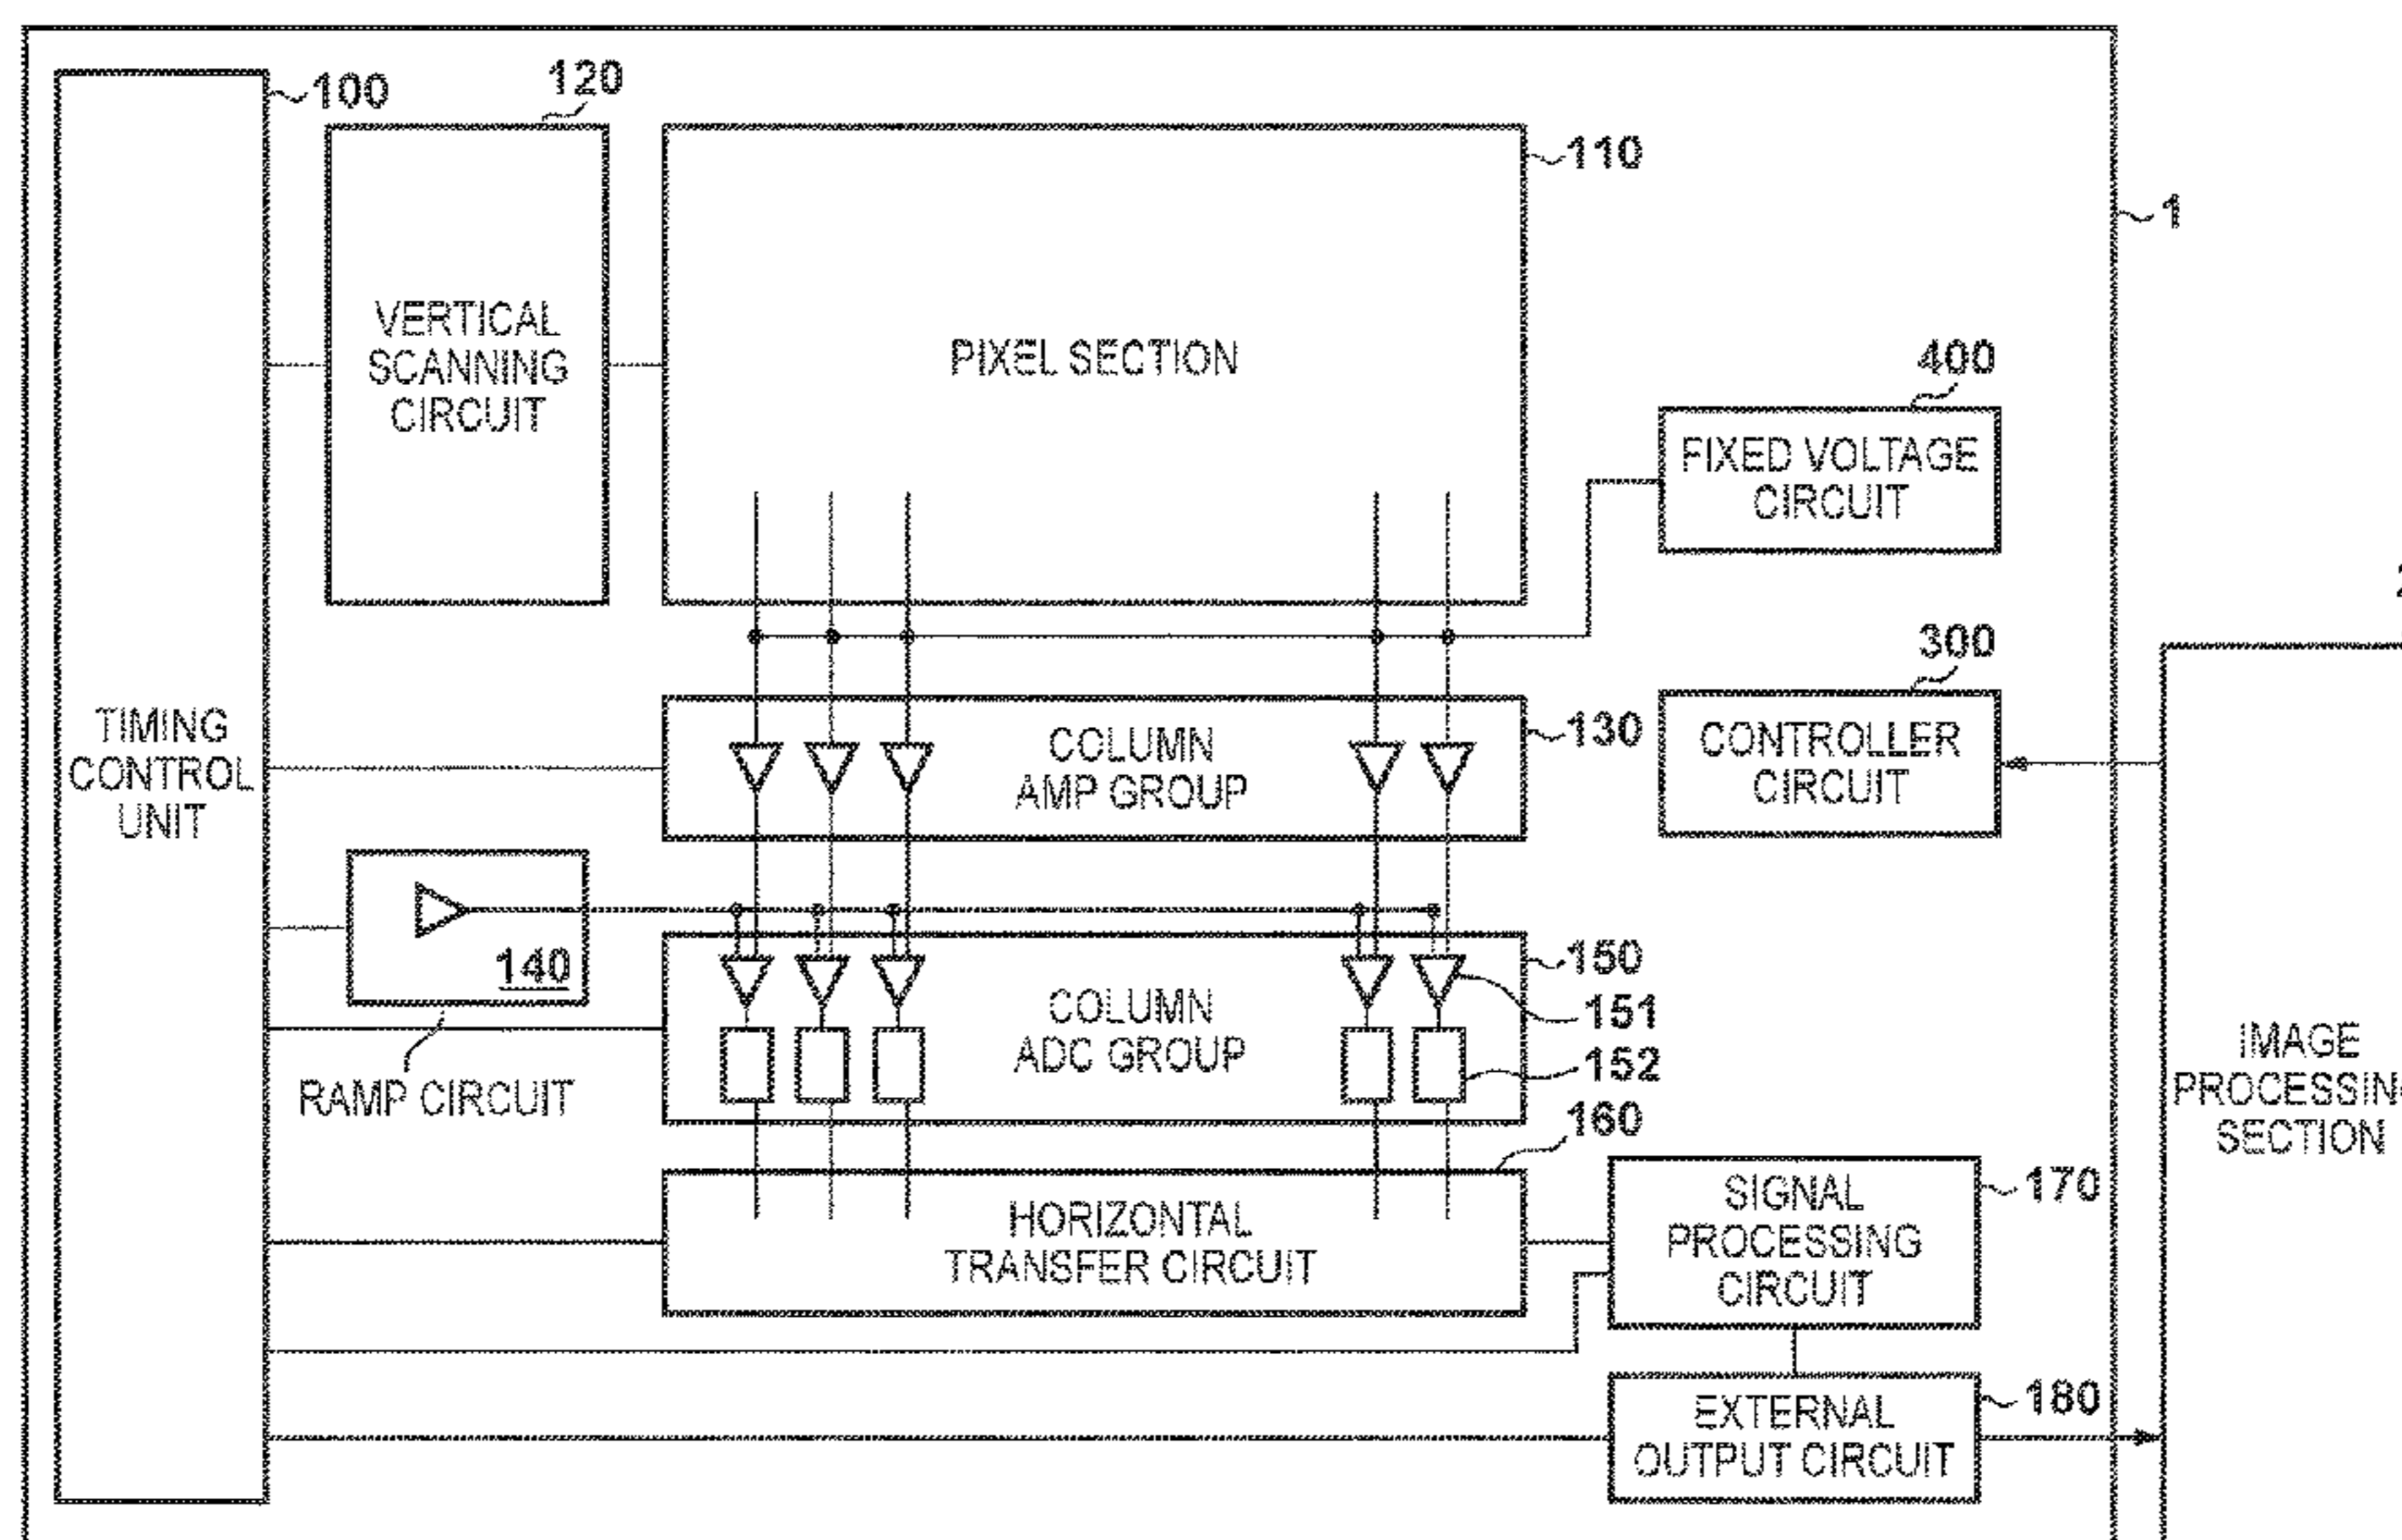 100
120
110
1
VERTICAL
SCANNING
CIRCUIT
PIXEL SECTION
400
FIXED VOLTAGE
CIRCUIT
300
CONTROLLER
CIRCUIT
TIMING
CONTROL
UNIT
COLUMN
AMP GROUP
130
140
RAMP CIRCUIT
COLUMN
ADC GROUP
150
151
152
160
HORIZONTAL
TRANSFER CIRCUIT
SIGNAL
PROCESSING
CIRCUIT
170
EXTERNAL
OUTPUT CIRCUIT
180
IMAGE
SECTION